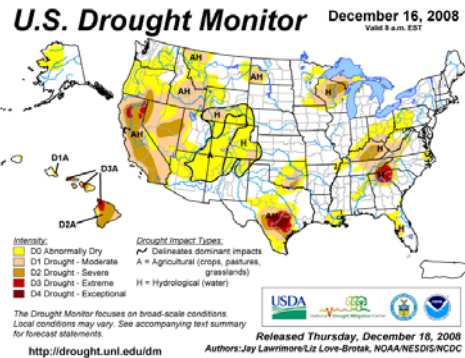 U.S. Drought Monitor
December 16, 2008
Valid 8 a.m. EST
AH
AH
AH
H
H
AH
H
A
H
H
H
H
AH
H
D1A
D3A
D2A
Intensity:
D0 Abnormally Dry
D1 Drought - Moderate
D2 Drought - Severe
D3 Drought - Extreme
D4 Drought - Exceptional
Drought Impact Types:
Delineates dominant impacts
A = Agricultural (crops, pastures,
grasslands)
H = Hydrological (water)
The Drought Monitor focuses on broad-scale conditions.
Local conditions may vary. See accompanying text summary
for forecast statements.
http://drought.unl.edu/dm
USDA
National Drought Mitigation Center
Released Thursday, December 18, 2008
Authors:Jay Lawrimore/Liz Love-Brotak, NOAA/NESDIS/NCDC